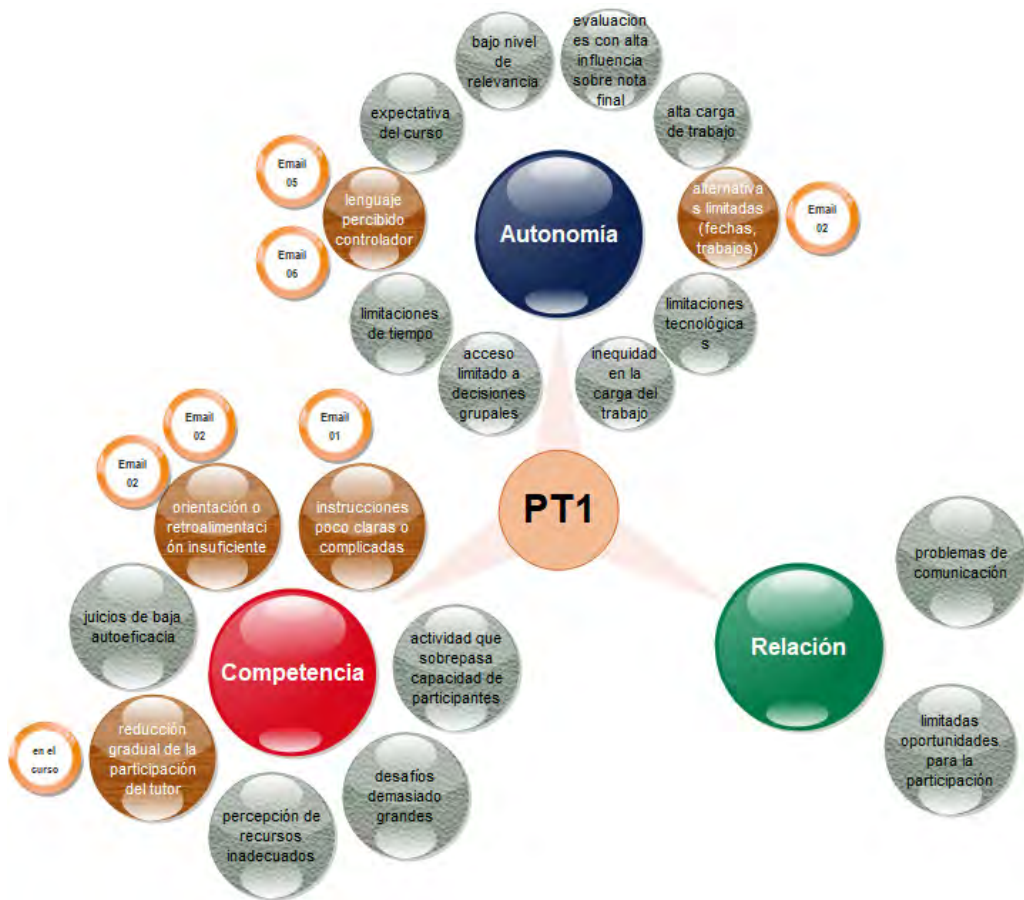 evaluacion
es con alta
influencia
sobre nota
final
bajo nivel
de
relevancia
expectativa
del curso
alta carga
de trabajo
Email
05
lenguaje
percibido
controlador
Autonomía
alternativa
s limitadas
(fechas,
trabajos)
Email
02
Email
06
limitaciones
de tiempo
limitaciones
tecnológica
s
acceso
limitado a
decisiones
grupales
inequidad
en la
carga del
trabajo
Email
02
Email
01
Email
02
orientación o
retroalimentaci
ón insuficiente
instrucciones
poco claras o
complicadas
PT1
problemas de
comunicación
juicios de baja
autoeficacia
Competencia
actividad que
sobrepasa
capacidad de
participantes
Relación
en el
curso
reducción
gradual de la
participación
del tutor
limitadas
oportunidades
para la
participación
desafíos
demasiado
grandes
percepción de
recursos
inadecuados